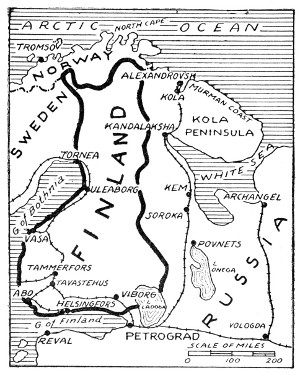 ARCTIC OCEAN
NORTH CAPE
TROMSO
NORWAY
ALEXANDROVSK
KOLA
MURMAN COAST
SWEDEN
KOLA
PENINSULA
KANDALAKSHA
WHITE SEA
TORNEA
ULEABORG
G. of Bothnia
FINLAND
KEM
ARCHANGEL
SOROKA
VASA
POVNETS
L.
ONEGA
RUSSIA
TAMMERFORS
TAVASTEHUS
ABO
VIBORG
L.
LADOGA
HELSINGFORS
G. of Finland
PETROGRAD
VOLOGDA
REVAL
SCALE OF MILES
0 100 200